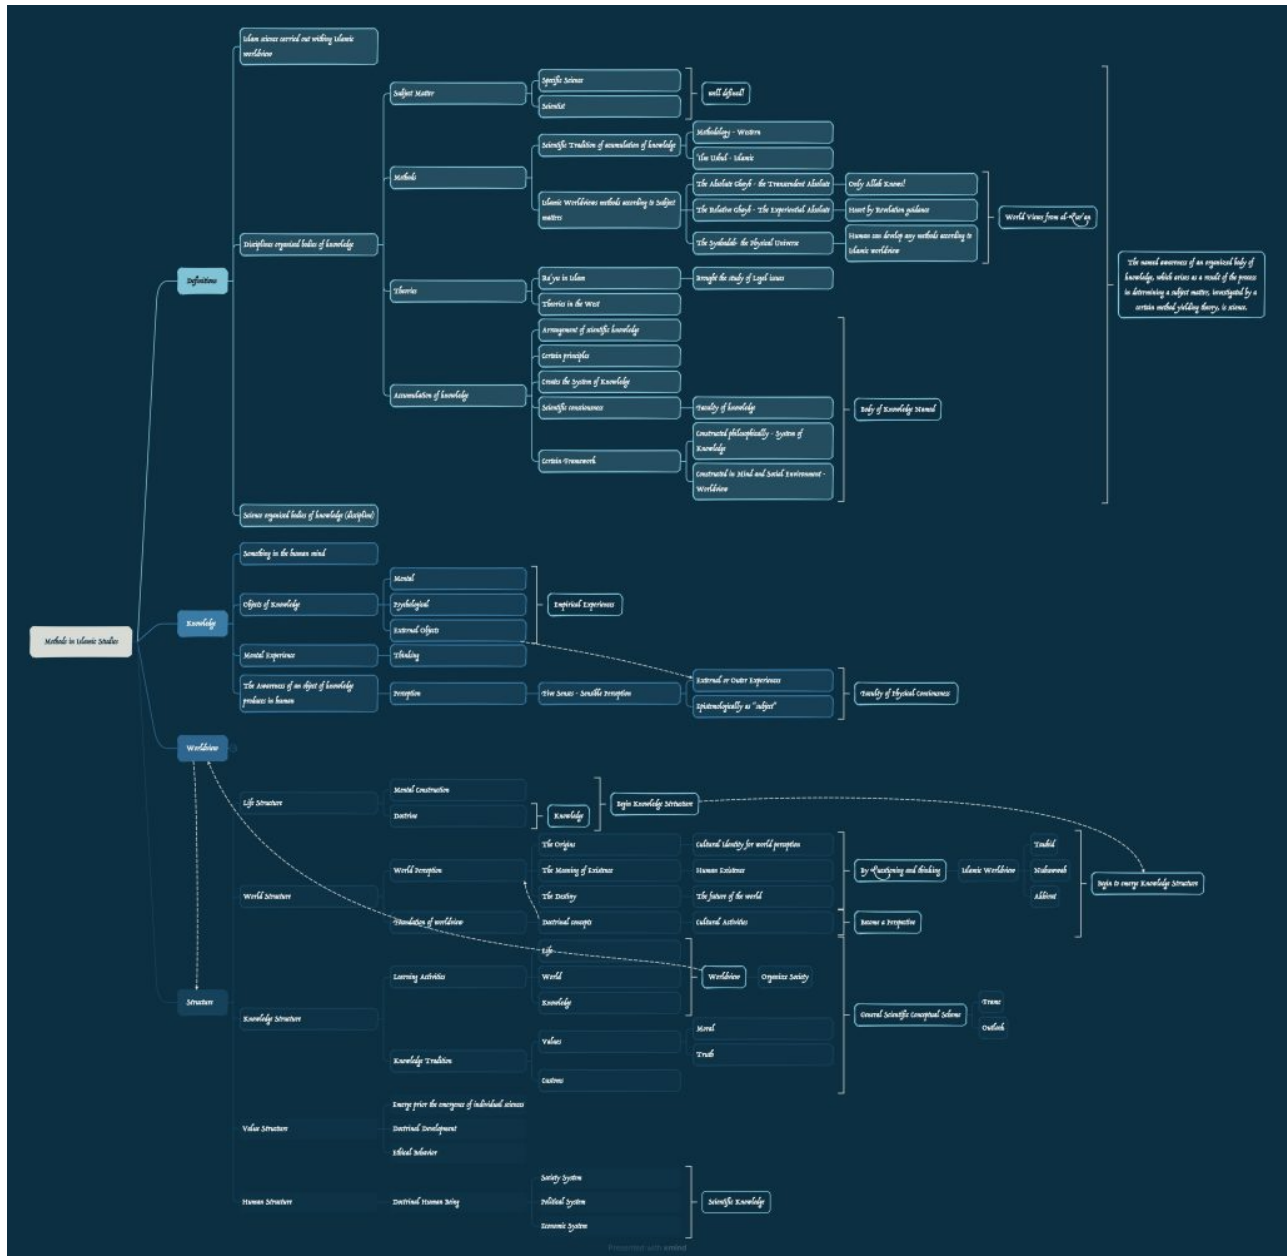 Islam science carried out withing Islamic
worldview
Subject Matter
Specific Science
Scientist
well defined!
Methods
Scientific Tradition of accumulation of knowledge
Methodology - Western
'Ilm Ushul - Islamic
Islamic Worldviews methods according to Subject
matters
The Absolute Ghayb - the Transcendent Absolute
Only Allah Knows!
The Relative Ghayb - The Experiential Absolute
Heart by Revelation guidance
The Syahadah- the Physical Universe
Human can develop any methods according to
Islamic worldview
World Views from al-Qur'an
Disciplines organized bodies of knowledge
Definitions
Theories
Ra'yu in Islam
Brought the study of Legal issues
Theories in the West
The named awareness of an organized body of
knowledge, which arises as a result of the process
in determining a subject matter, investigated by a
certain method yielding theory, is science.
Accumulation of knowledge
Arrangement of scientific knowledge
Certain principles
Creates the System of Knowledge
Scientific consciousness
Faculty of knowledge
Certain Framework
Constructed philosophically - System of
Knowledge
Constructed in Mind and Social Environment -
Worldview
Body of Knowledge Named
Science organized bodies of knowledge (discipline)
Methods in Islamic Studies
Knowledge
Something in the human mind
Objects of Knowledge
Mental
Psychological
External Objects
Empirical Experiences
Mental Experience
Thinking
The Awareness of an object of knowledge
produces in human
Perception
Five Senses - Sensible Perception
External or Outer Experiences
Epistemologically as "subject"
Faculty of Physical Consiousness
Worldview
Structure
Life Structure
Mental Construction
Doctrine
Knowledge
Begin Knowledge Strtucture
World Structure
World Perception
The Origins
Cultural Identity for world perception
The Meaning of Existence
Human Existence
The Destiny
The future of the world
By Questioning and thinking
Islamic Worldview
Tauhid
Nubuwwah
Akhirat
Begin to emerge Knowledge Structure
Foundation of worldview
Doctrinal concepts
Cultural Activities
Become a Perspective
Knowledge Structure
Learning Activities
Life
World
Knowledge
Worldview
Organize Society
Knowledge Tradition
Values
Moral
Truth
Customs
General Scientific Conceptual Scheme
Frame
Outlook
Value Structure
Emerge prior the emergence of individual sciences
Doctrinal Development
Ethical Behavior
Human Structure
Doctrinal Human Being
Society System
Political System
Economic System
Scientific Knowledge
Presented with xmind